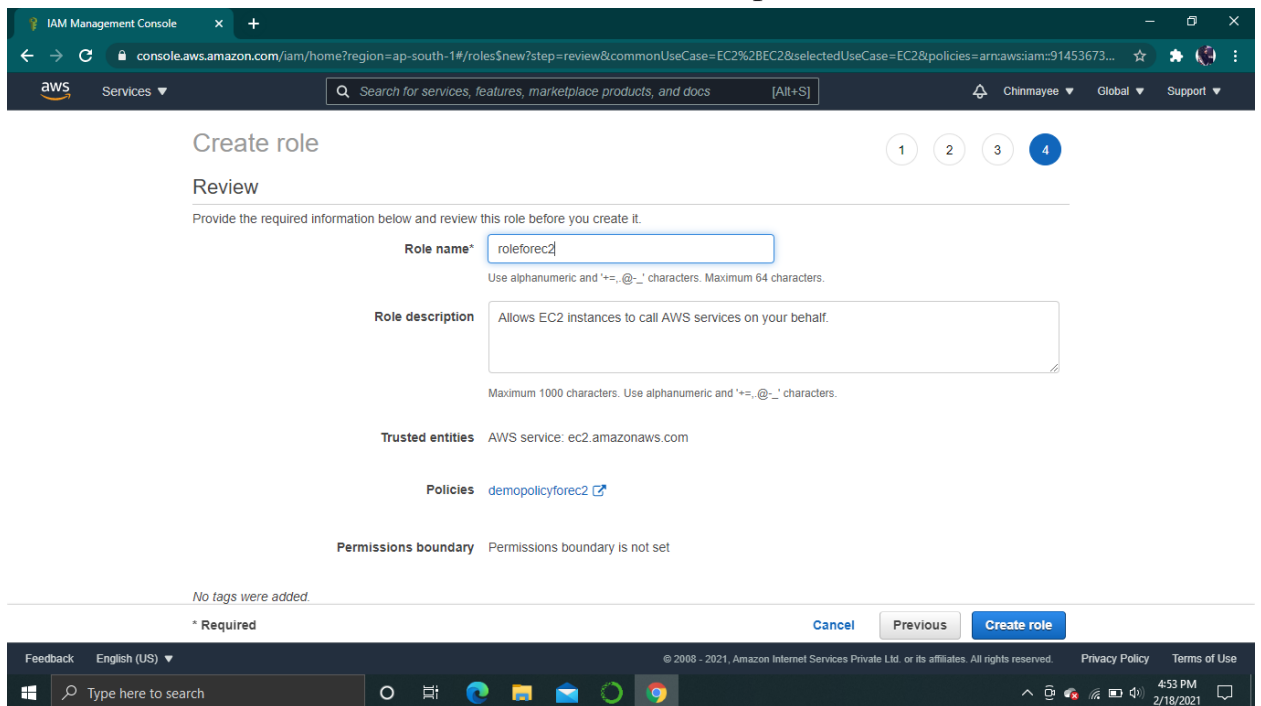 IAM Management Console
console.aws.amazon.com/iam/home?region=ap-south-1#/roles$new?step=review&commonUseCase=EC2%2BEC2&selectedUseCase=EC2&policies=arn:aws:iam::91453673...
aws Services ▼ Search for services, features, marketplace products, and docs [Alt+S] Chinmayee ▼ Global ▼ Support ▼
Create role 1 2 3 4
Review
Provide the required information below and review this role before you create it.
Role name* roleforec2
Use alphanumeric and '+=,.@-_' characters. Maximum 64 characters.
Role description Allows EC2 instances to call AWS services on your behalf.
Maximum 1000 characters. Use alphanumeric and '+=,.@-_' characters.
Trusted entities AWS service: ec2.amazonaws.com
Policies demopolicyforec2
Permissions boundary Permissions boundary is not set
No tags were added.
* Required Cancel Previous Create role
Feedback English (US) ▼ © 2008 - 2021, Amazon Internet Services Private Ltd. or its affiliates. All rights reserved. Privacy Policy Terms of Use
Type here to search 4:53 PM
2/18/2021